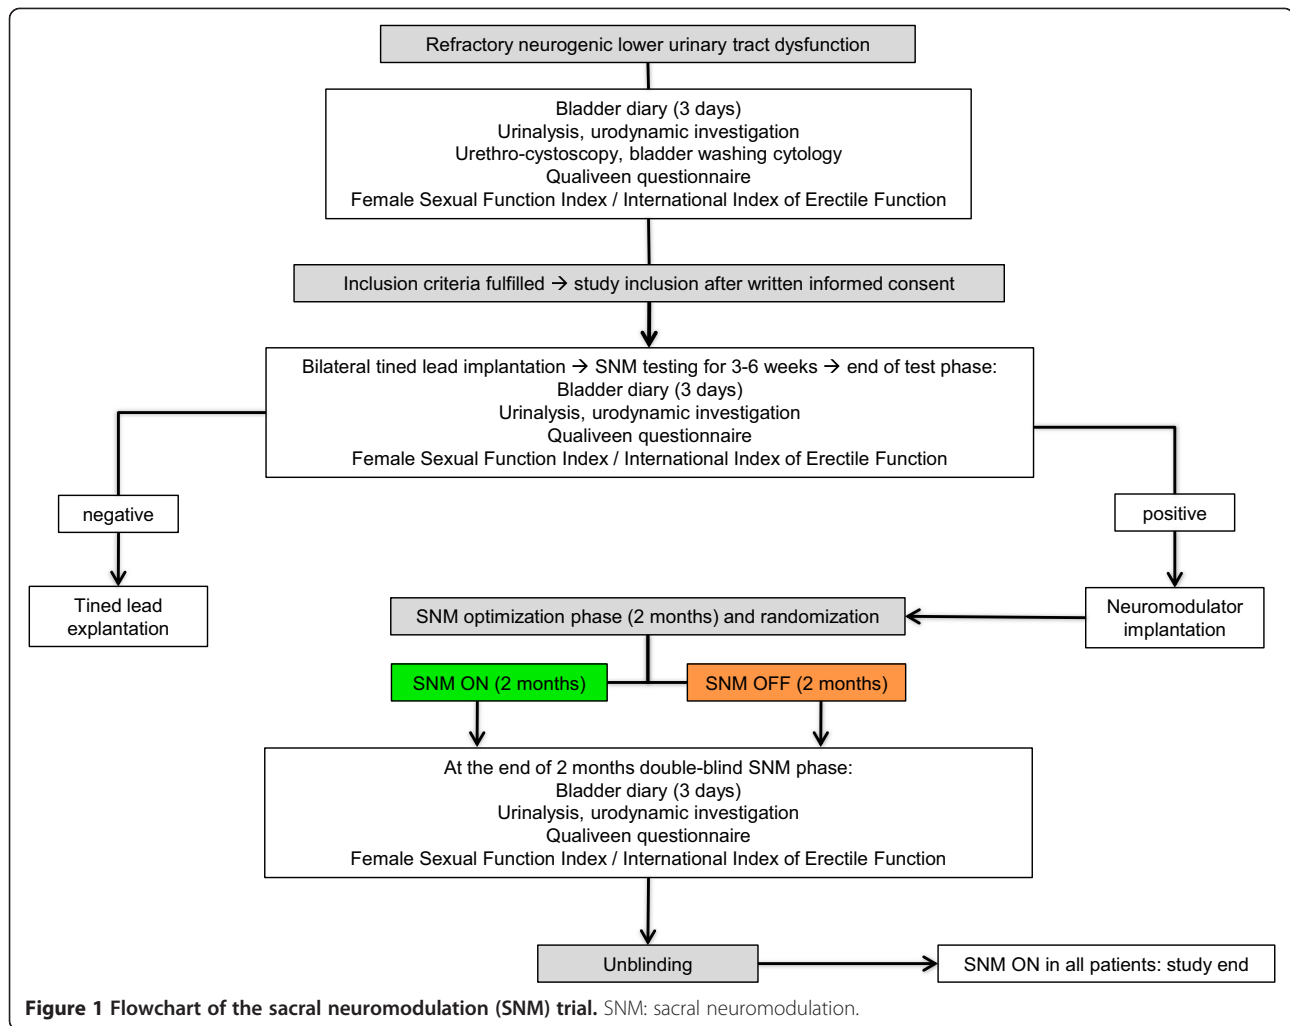 Refractory neurogenic lower urinary tract dysfunction
Bladder diary (3 days)
Urinalysis, urodynamic investigation
Urethro-cystoscopy, bladder washing cytology
Qualiveen questionnaire
Female Sexual Function Index / International Index of Erectile Function
Inclusion criteria fulfilled → study inclusion after written informed consent
Bilateral tined lead implantation → SNM testing for 3-6 weeks → end of test phase:
Bladder diary (3 days)
Urinalysis, urodynamic investigation
Qualiveen questionnaire
Female Sexual Function Index / International Index of Erectile Function
negative
positive
Tined lead
explantation
Neuromodulator
implantation
SNM optimization phase (2 months) and randomization
SNM ON (2 months)
SNM OFF (2 months)
At the end of 2 months double-blind SNM phase:
Bladder diary (3 days)
Urinalysis, urodynamic investigation
Qualiveen questionnaire
Female Sexual Function Index / International Index of Erectile Function
Unblinding
SNM ON in all patients: study end
Figure 1 Flowchart of the sacral neuromodulation (SNM) trial. SNM: sacral neuromodulation.